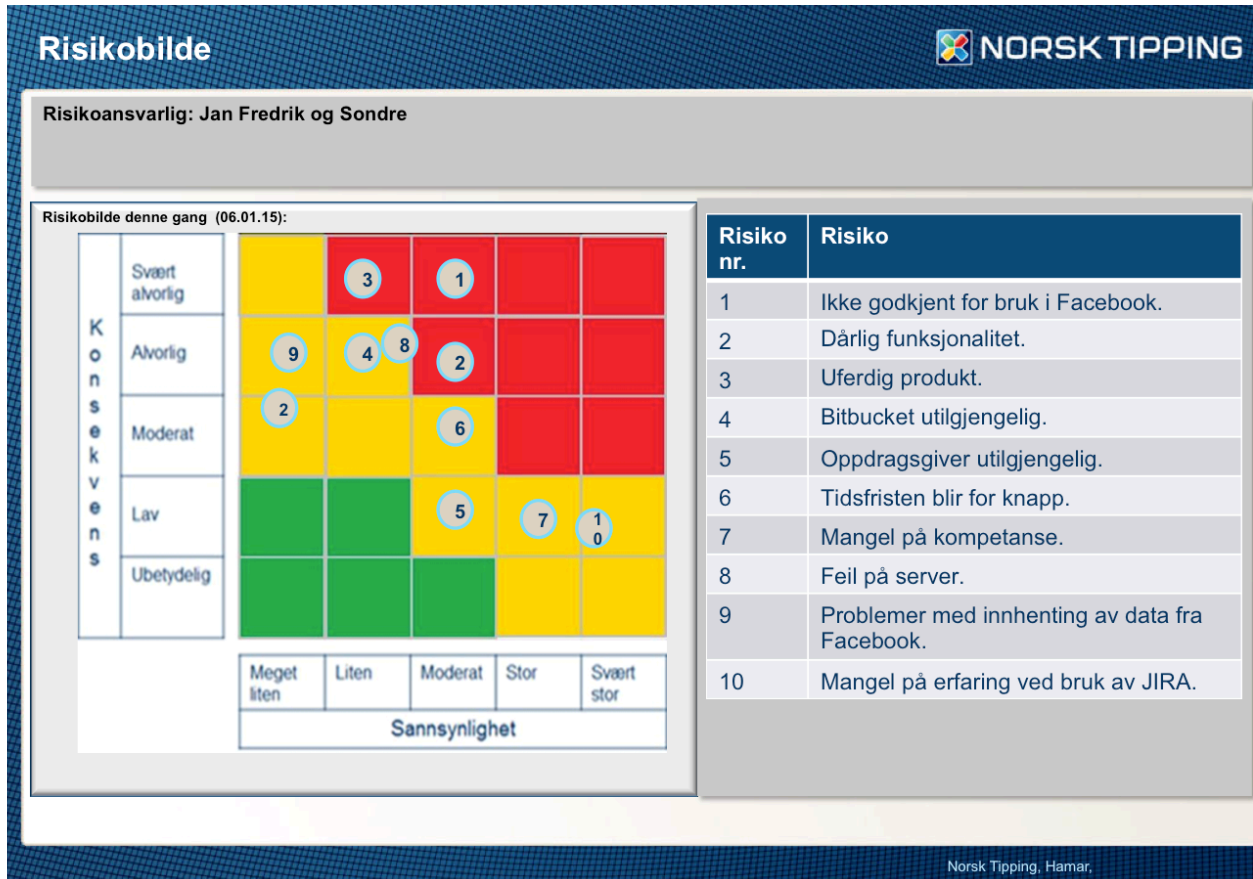 Risikobilde
NORSK TIPPING
Risikoansvarlig: Jan Fredrik og Sondre
Risikobilde denne gang (06.01.15):
Konsekvens
Svært
alvorlig
3
1
Alvorlig
9
4
8
2
2
Moderat
6
Lav
5
7
1
0
Ubetydelig
Meget
liten
Liten
Moderat
Stor
Svært
stor
Sannsynlighet
Risiko
nr.
Risiko
1 Ikke godkjent for bruk i Facebook.
2 Dårlig funksjonalitet.
3 Uferdig produkt.
4 Bitbucket utilgjengelig.
5 Oppdragsgiver utilgjengelig.
6 Tidsfristen blir for knapp.
7 Mangel på kompetanse.
8 Feil på server.
9 Problemer med innhenting av data fra
Facebook.
10 Mangel på erfaring ved bruk av JIRA.
Norsk Tipping, Hamar,